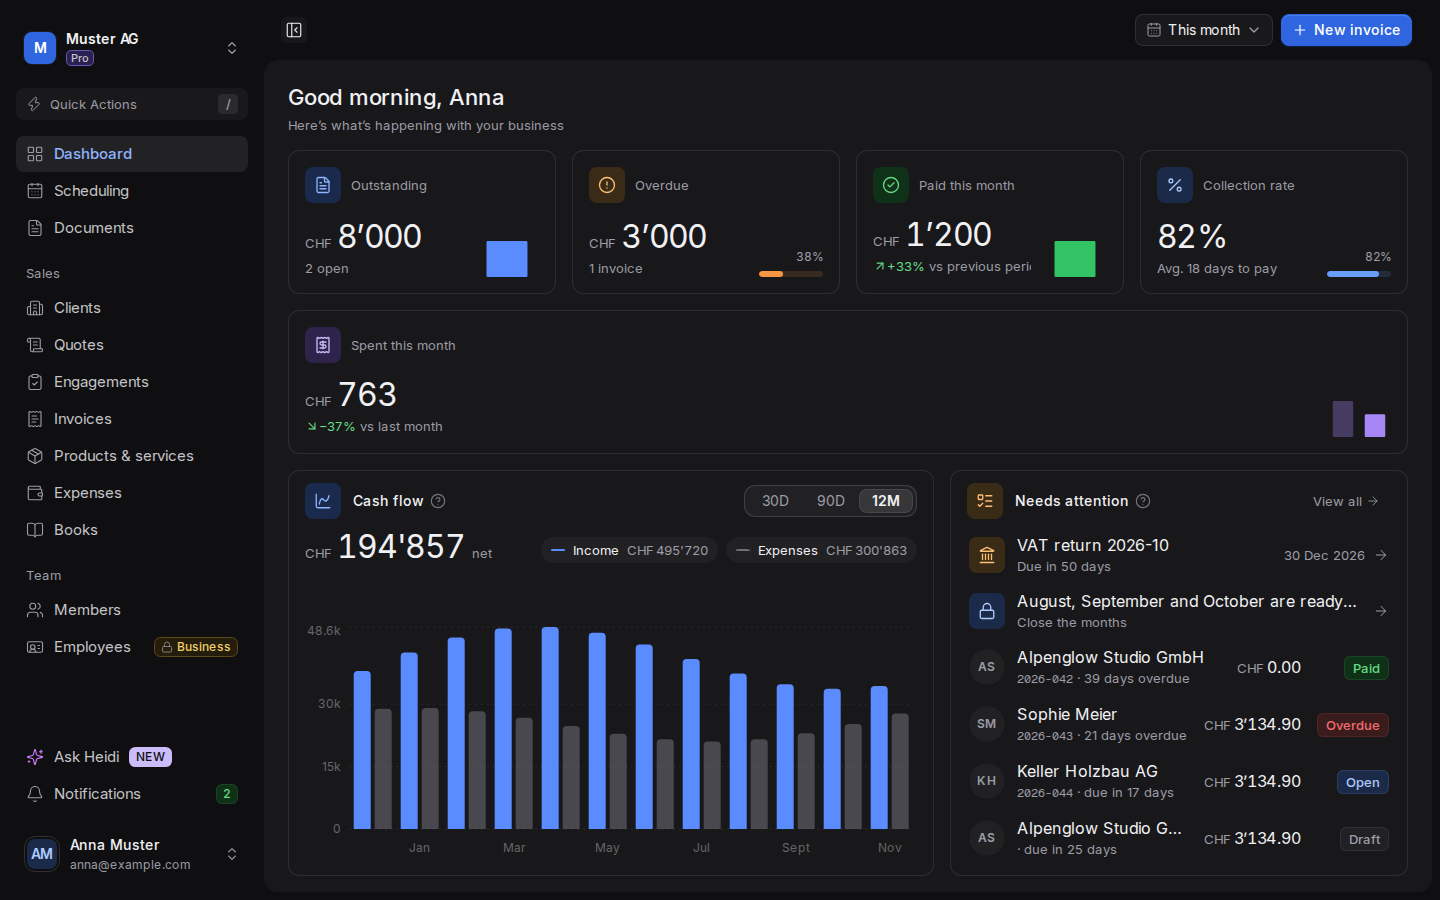 M
Muster AG
Pro
Quick Actions
/
Dashboard
Scheduling
Documents
Sales
Clients
Quotes
Engagements
Invoices
Products & services
Expenses
Books
Team
Members
Employees
Business
Ask Heidi
NEW
Notifications
2
AM
Anna Muster
anna@example.com
This month
New invoice
Good morning, Anna
Here’s what’s happening with your business
Outstanding
CHF 8’000
2 open
Overdue
CHF 3’000
1 invoice
38%
Paid this month
CHF 1’200
+33% vs previous peri
Collection rate
82%
Avg. 18 days to pay
82%
Spent this month
CHF 763
−37% vs last month
Cash flow
30D 90D 12M
CHF 194'857 net
Income CHF 495'720
Expenses CHF 300'863
48.6k
30k
15k
0
Jan Mar May Jul Sept Nov
Needs attention
View all
VAT return 2026-10
Due in 50 days
30 Dec 2026
August, September and October are ready...
Close the months
AS
Alpenglow Studio GmbH
2026-042 · 39 days overdue
CHF 0.00
Paid
SM
Sophie Meier
2026-043 · 21 days overdue
CHF 3’134.90
Overdue
KH
Keller Holzbau AG
2026-044 · due in 17 days
CHF 3’134.90
Open
AS
Alpenglow Studio G...
· due in 25 days
CHF 3’134.90
Draft